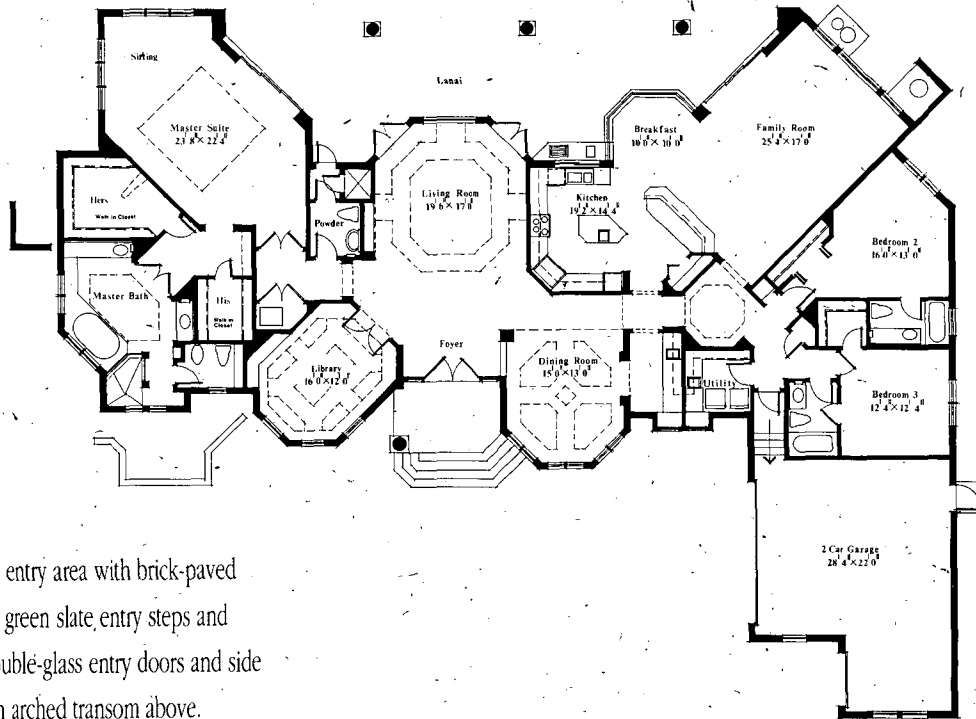 Sitting
Lanai
Master Suite
23'8"×22'4"
Breakfast
10'0"×10'0"
Family Room
25'4"×17'0"
Hers
Walk in Closet
Living Room
19'6"×17'0"
Kitchen
19'2"×14'4"
Powder
Bedroom 2
16'0"×13'0"
Master Bath
His
Walk in
Closet
Foyer
Library
16'0"×12'0"
Dining Room
15'0"×13'0"
Utility
Bedroom 3
12'4"×12'4"
2 Car Garage
28'4"×22'0"
entry area with brick-paved
green slate entry steps and
uble-glass entry doors and side
arched transom above.